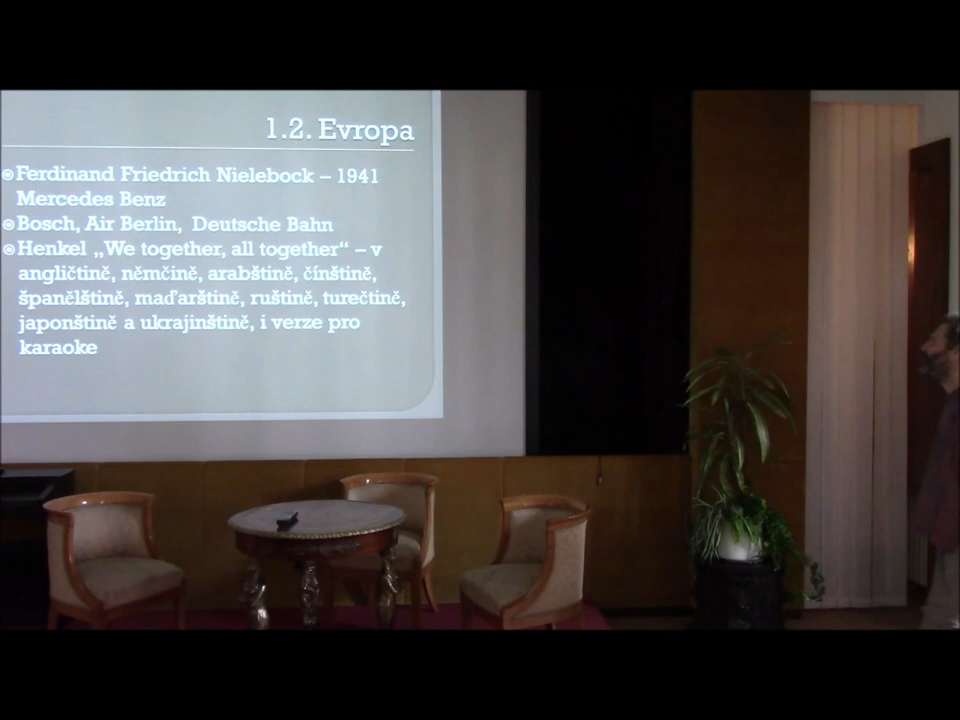 1.2. Evropa
Ferdinand Friedrich Nielebock – 1941
Mercedes Benz
Bosch, Air Berlin, Deutsche Bahn
Henkel „We together, all together“ – v
angličtině, němčině, arabštině, čínštině,
španělštině, maďarštině, ruštině, turečtině,
japonštině a ukrajinštině, i verze pro
karaoke